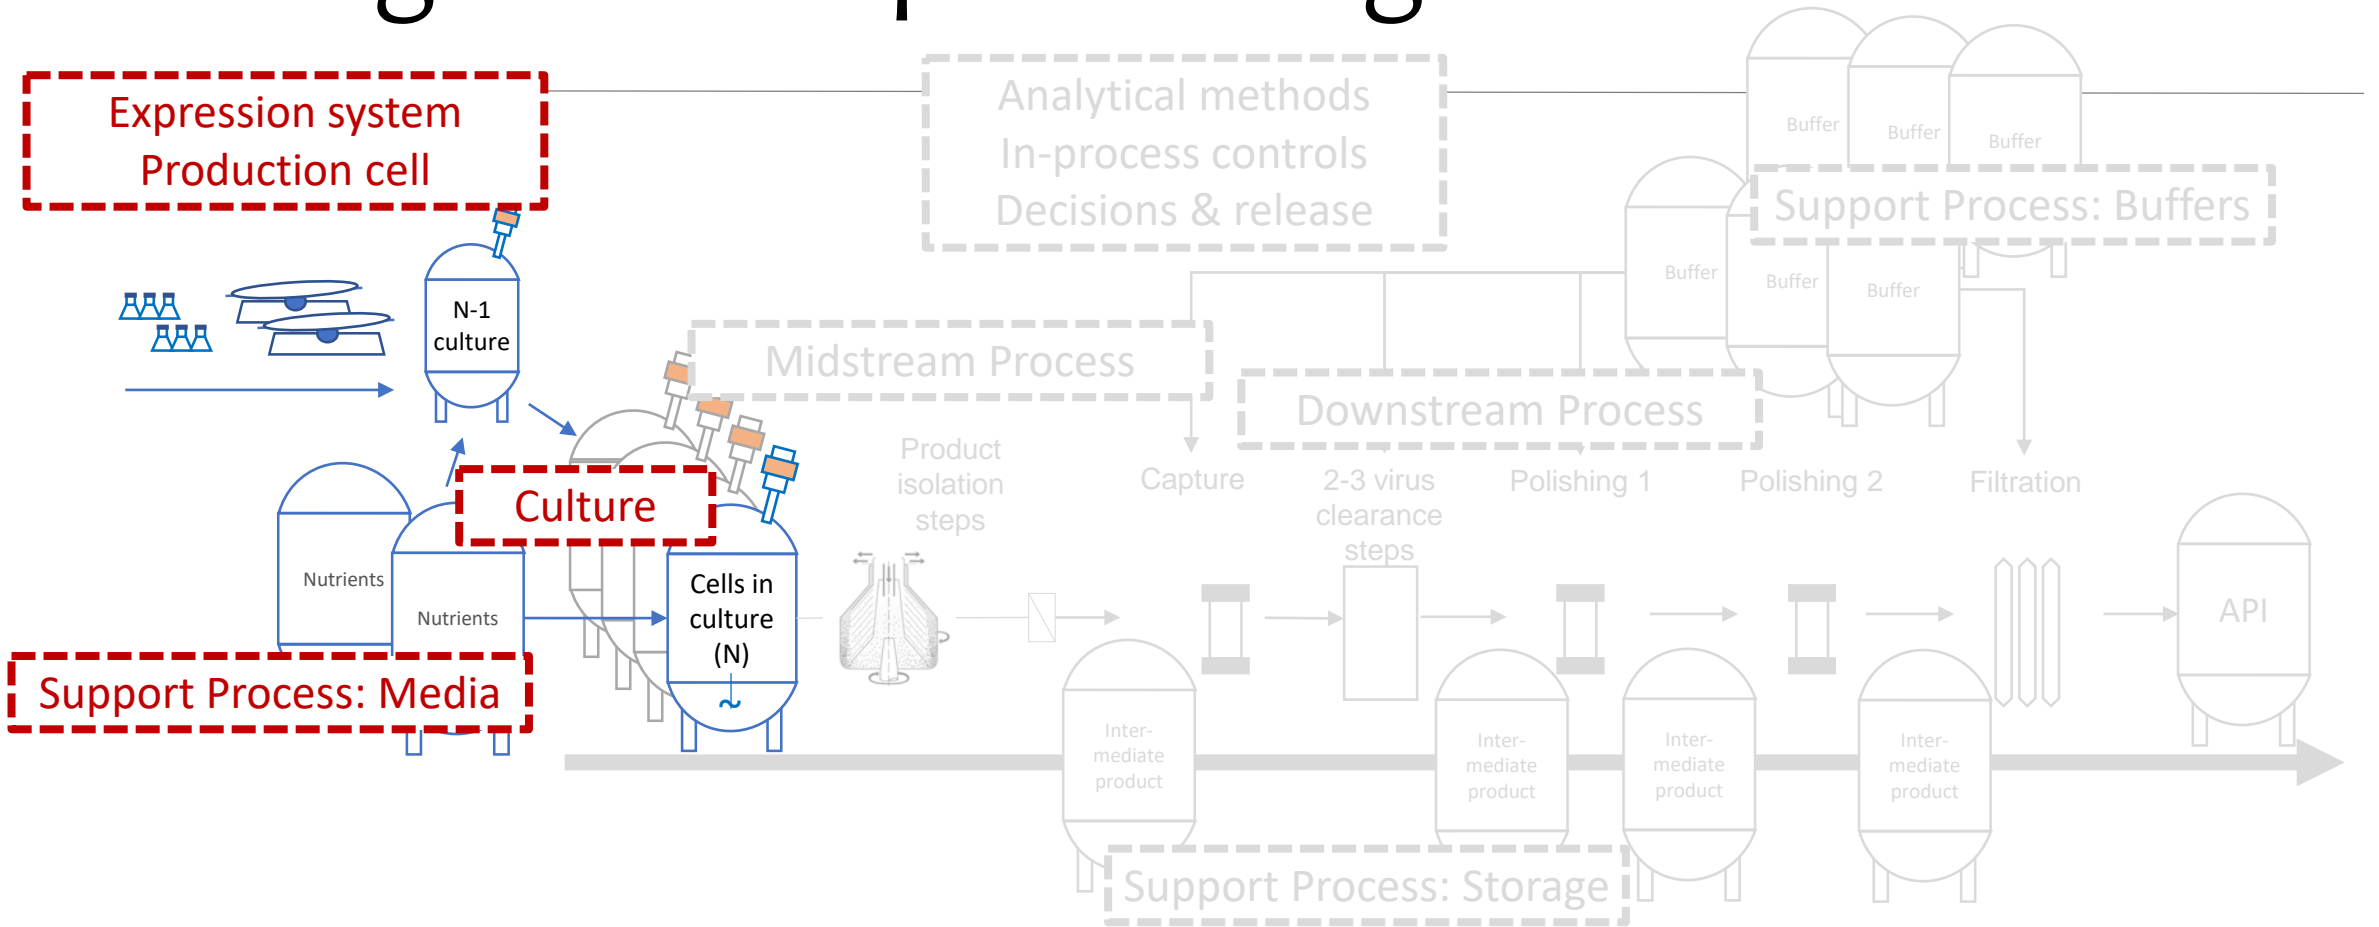 Expression system
Production cell
Analytical methods
In-process controls
Decisions & release
Buffer
Buffer
Buffer
Support Process: Buffers
Buffer
Buffer
Buffer
N-1
culture
Midstream Process
Downstream Process
Product
isolation
steps
Capture
2-3 virus
clearance
steps
Polishing 1
Polishing 2
Filtration
Culture
Nutrients
Nutrients
Cells in
culture
(N)
~
API
Support Process: Media
Inter-
mediate
product
Inter-
mediate
product
Inter-
mediate
product
Inter-
mediate
product
Support Process: Storage